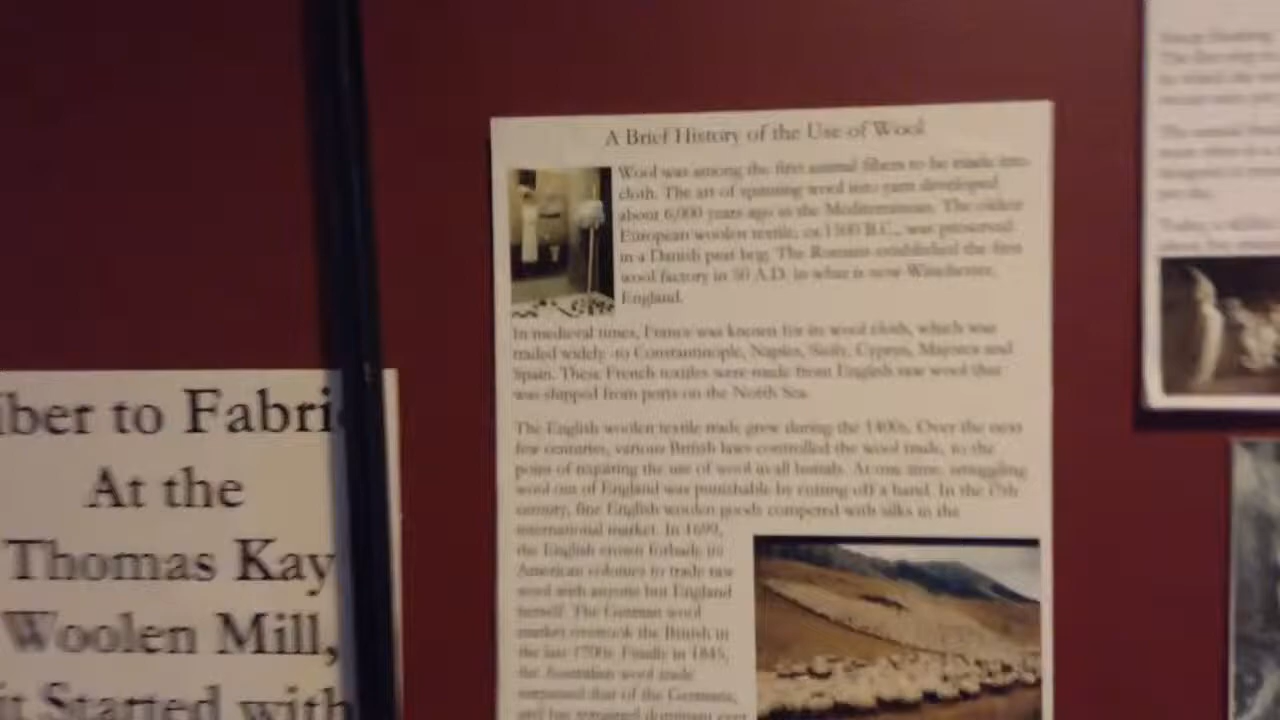 iber to Fabri
At the
Thomas Kay
Woolen Mill,
it Started with
A Brief History of the Use of Wool
Wool was among the first animal fibers to be made into
cloth. The art of spinning wool into yarn developed
about 6,000 years ago in the Mediterranean. The oldest
European woolen textile, ca.1500 B.C., was preserved
in a Danish peat bog. The Romans established the first
wool factory in 50 A.D. in what is now Winchester,
England.
In medieval times, France was known for its wool cloth, which was
traded widely to Constantinople, Naples, Sicily, Cyprus, Majorca and
Spain. These French textiles were made from English raw wool that
was shipped from ports on the North Sea.
The English woolen textile trade grew during the 1400s. Over the next
few centuries, various British laws controlled the wool trade, to the
point of requiring the use of wool in all burials. At one time, smuggling
wool out of England was punishable by cutting off a hand. In the 17th
century, fine English woolen goods competed with silks in the
international market. In 1699,
the English crown forbade its
American colonies to trade raw
wool with anyone but England
herself. The German wool
market overtook the British in
the late 1700s. Finally in 1845,
the Australian wool trade
surpassed that of the Germans,
and has remained dominant ever